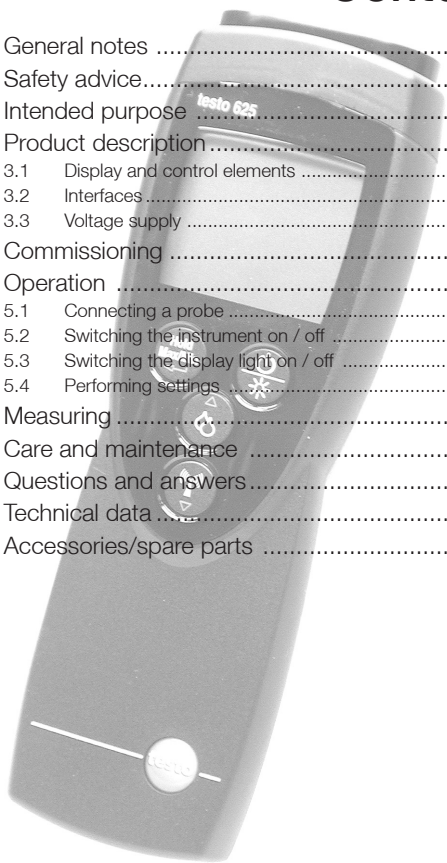 General notes ..............................
Safety advice..............................
testo 625
Intended purpose ..............................
Product description..............................
3.1 Display and control elements ..............................
3.2 Interfaces..............................
3.3 Voltage supply ..............................
Commissioning ..............................
Operation ..............................
5.1 Connecting a probe ..............................
5.2 Switching the instrument on / off ..............................
5.3 Switching the display light on / off ..............................
5.4 Performing settings ..............................
Measuring ..............................
Care and maintenance ..............................
Questions and answers..............................
Technical data ..............................
Accessories/spare parts ..............................
testo